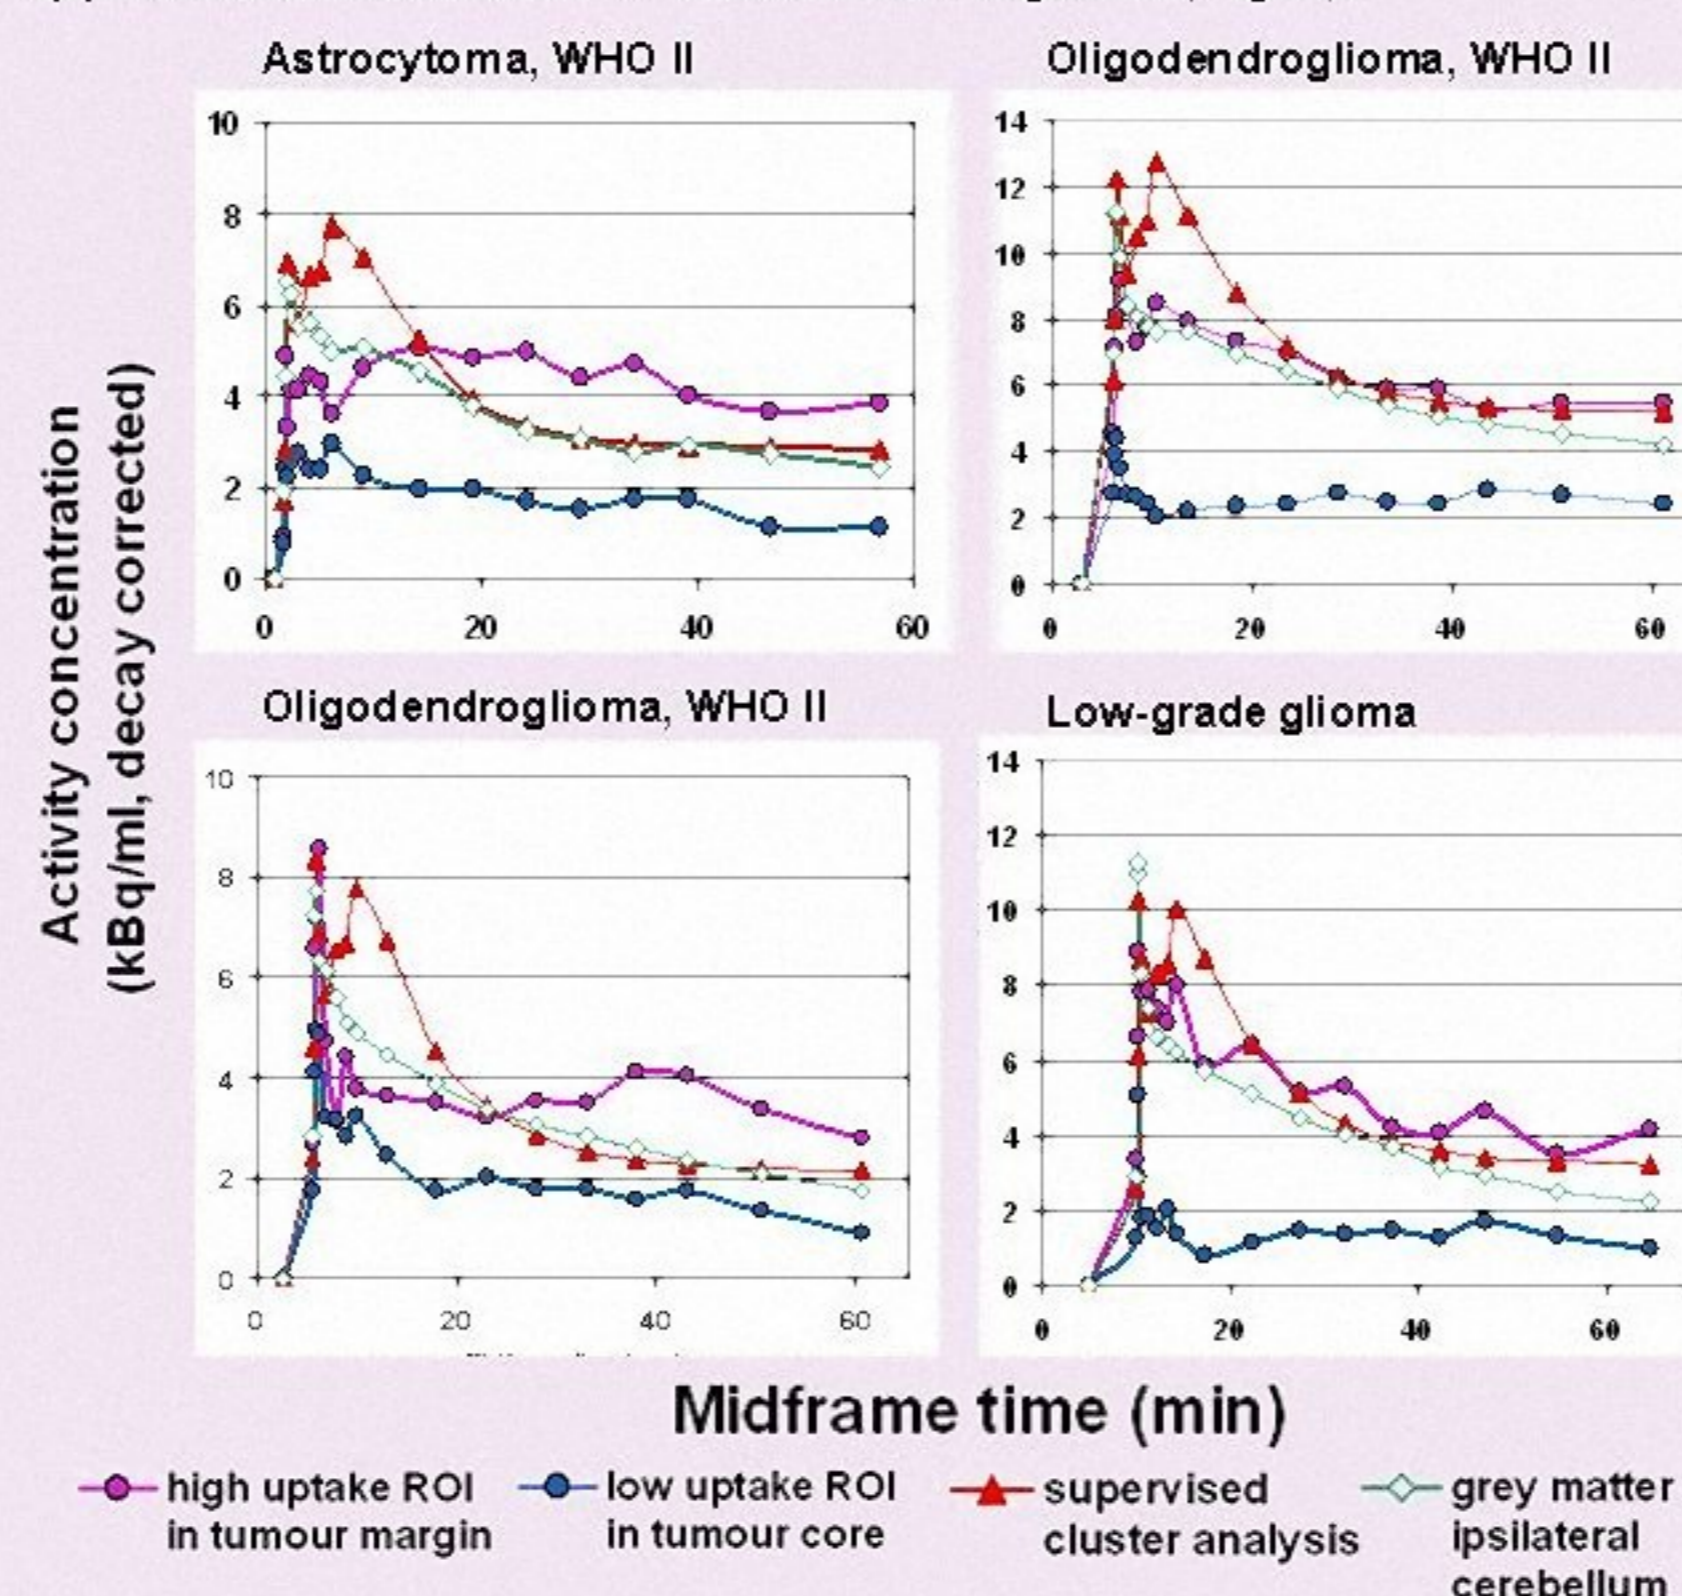 Astrocytoma, WHO II
Oligodendroglioma, WHO II
10
8
6
4
2
0
0 20 40 60
14
12
10
8
6
4
2
0
0 20 40 60
Activity concentration
(kBq/ml, decay corrected)
Oligodendroglioma, WHO II
Low-grade glioma
10
8
6
4
2
0
0 20 40 60
14
12
10
8
6
4
2
0
0 20 40 60
Midframe time (min)
high uptake ROI
in tumour margin
low uptake ROI
in tumour core
supervised
cluster analysis
grey matter
ipsilateral
cerebellum